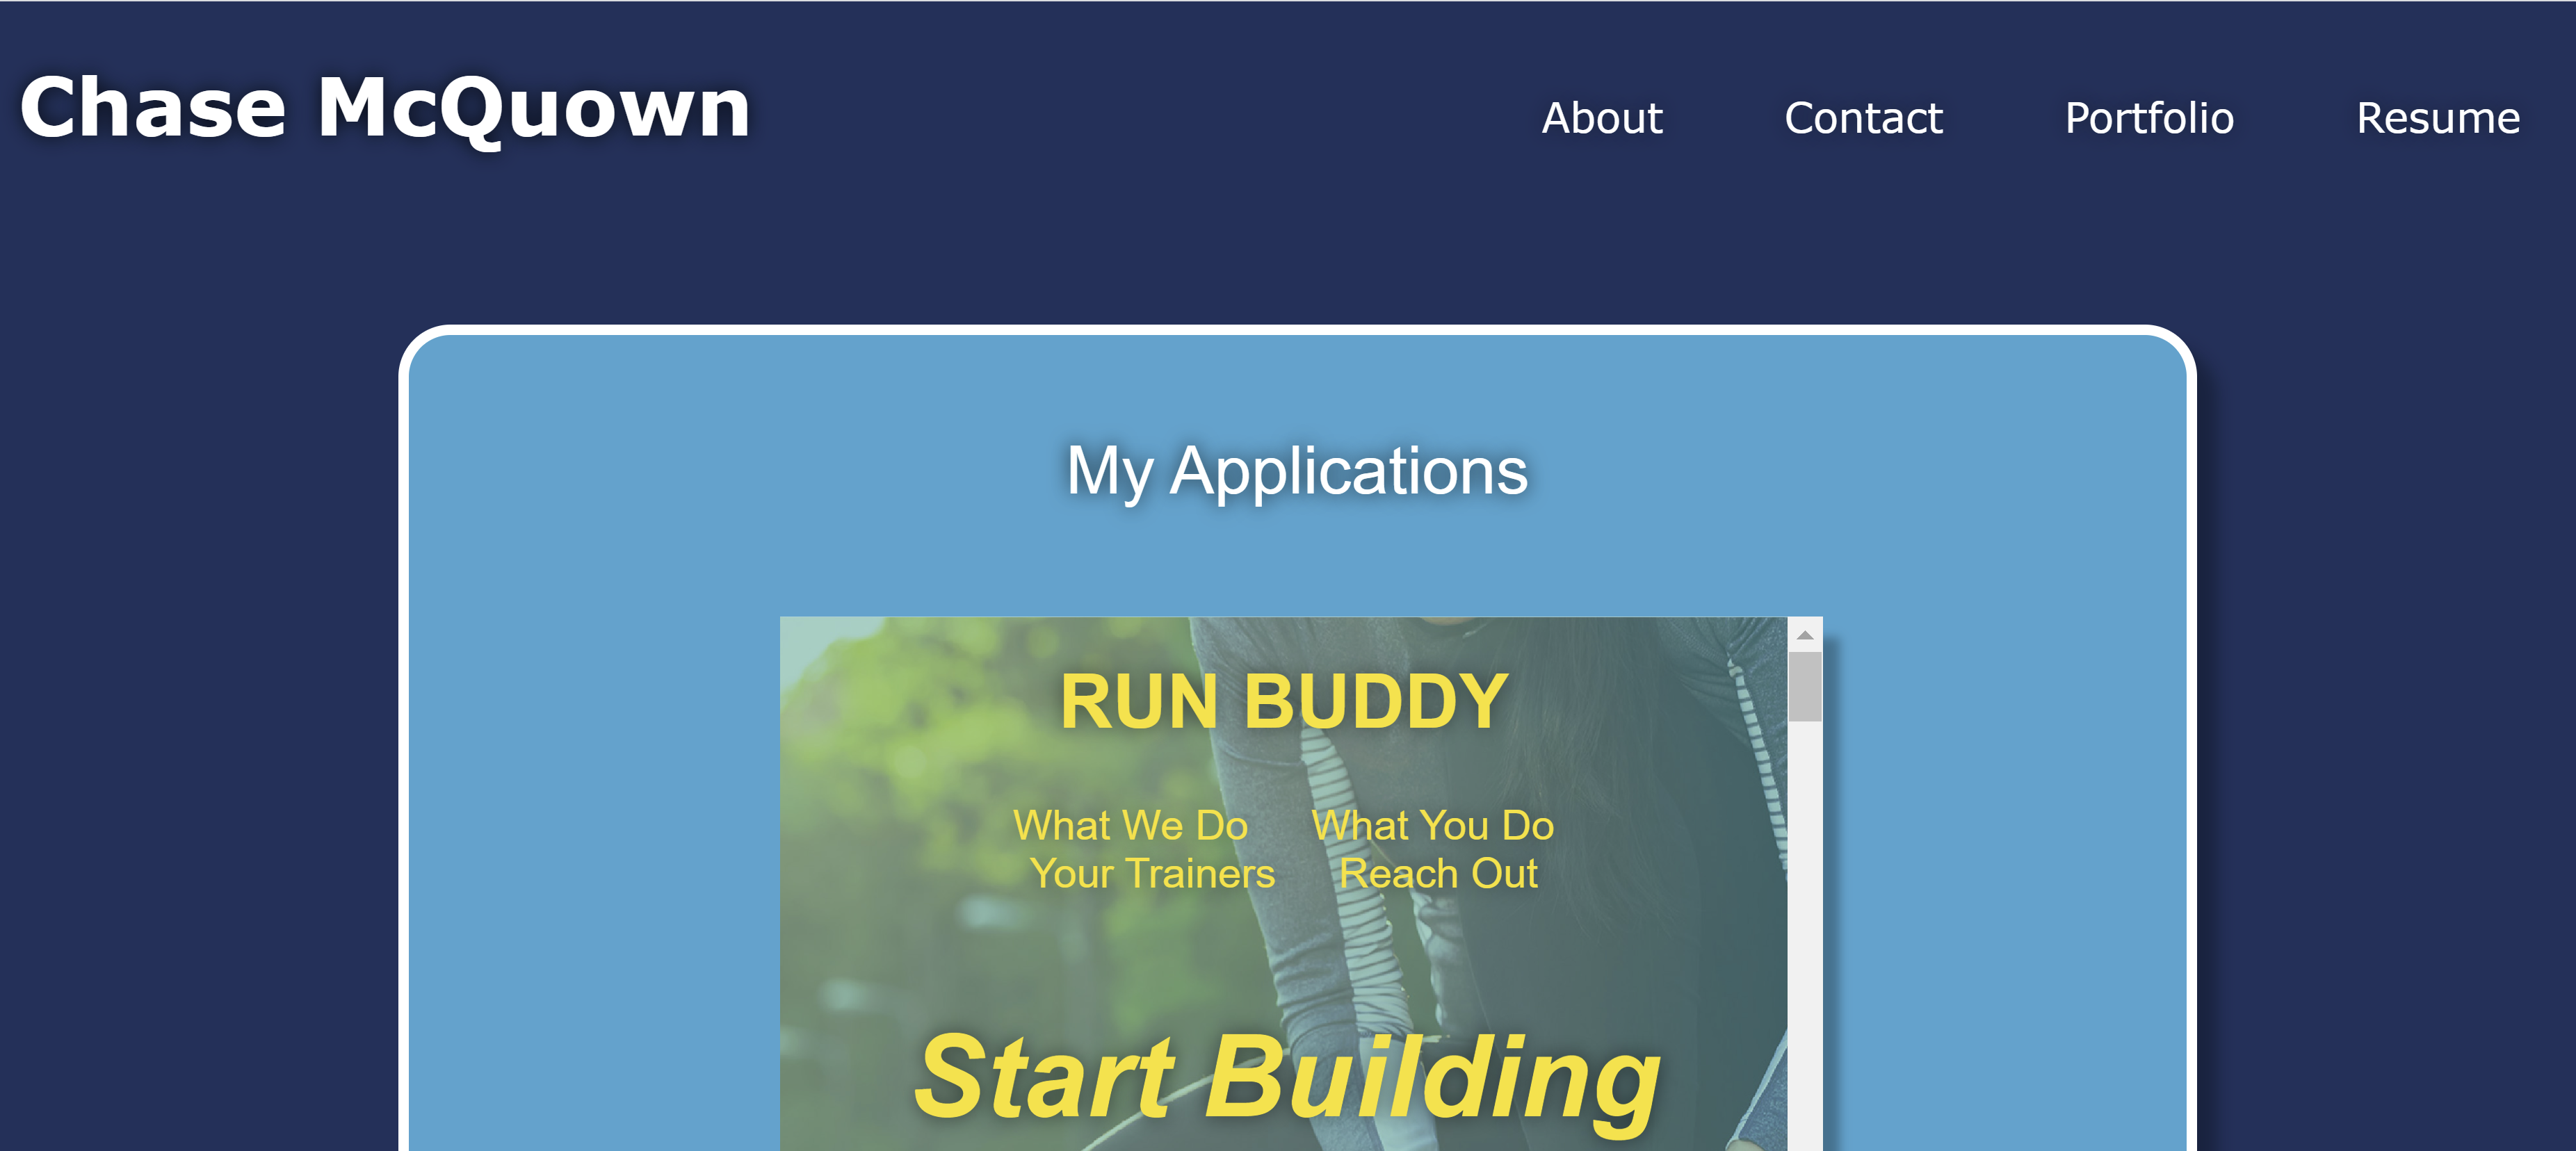 Chase McQuown
About Contact Portfolio Resume
My Applications
RUN BUDDY
What We Do What You Do
Your Trainers Reach Out
Start Building